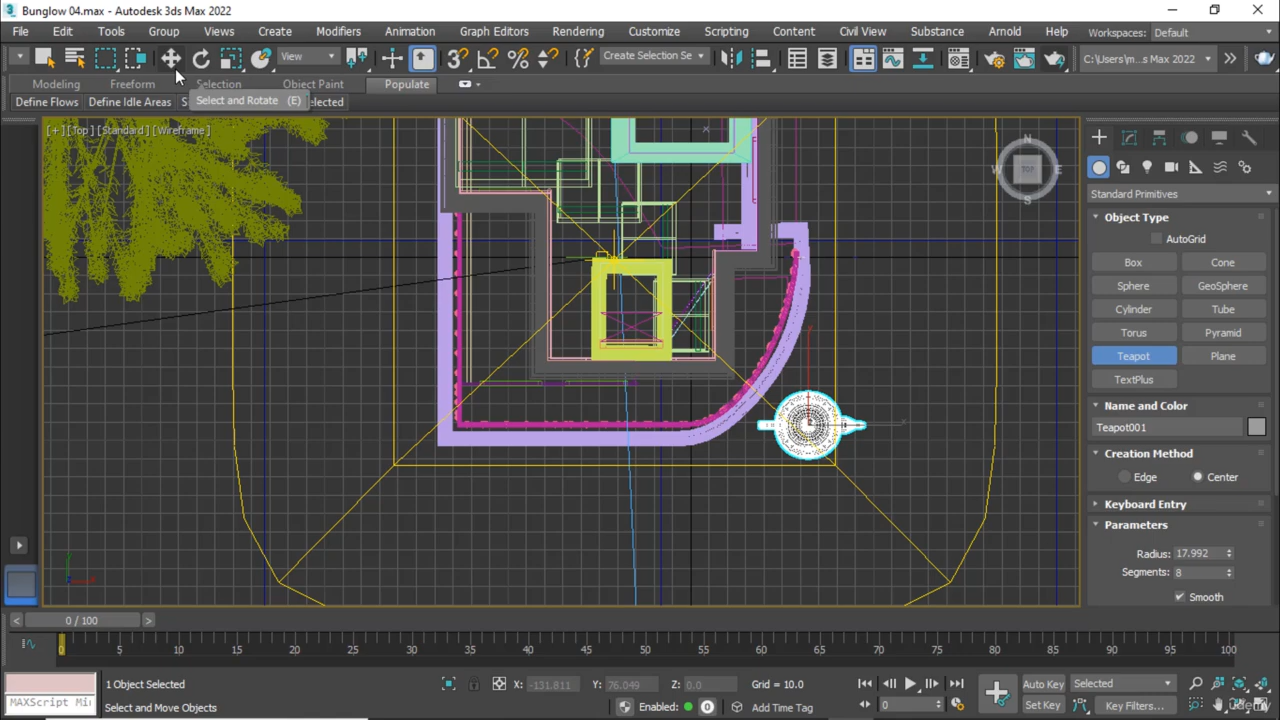 Bunglow 04.max - Autodesk 3ds Max 2022
File Edit Tools Group Views Create Modifiers Animation Graph Editors Rendering Customize Scripting Content Civil View Substance Arnold Help Workspaces: Default
View Create Selection Se C:\Users\m...s Max 2022
Modeling Freeform Selection Object Paint Populate
Define Flows Define Idle Areas S Select and Rotate (E) elected
[+] [Top] [Standard] [Wireframe]
N
W TOP E
S
Standard Primitives
Object Type
AutoGrid
Box Cone
Sphere GeoSphere
Cylinder Tube
Torus Pyramid
Teapot Plane
TextPlus
Name and Color
Teapot001
Creation Method
Edge Center
Keyboard Entry
Parameters
Radius: 17.992
Segments: 8
Smooth
x
0 / 100
0 5 10 15 20 25 30 35 40 45 50 55 60 65 70 75 80 85 90 95 100
1 Object Selected X: -131.811 Y: 76.049 Z: 0.0 Grid = 10.0 Auto Key Selected
MAXScript Mi Select and Move Objects Enabled: 0 Add Time Tag 0 Set Key Key Filters...
Udemy